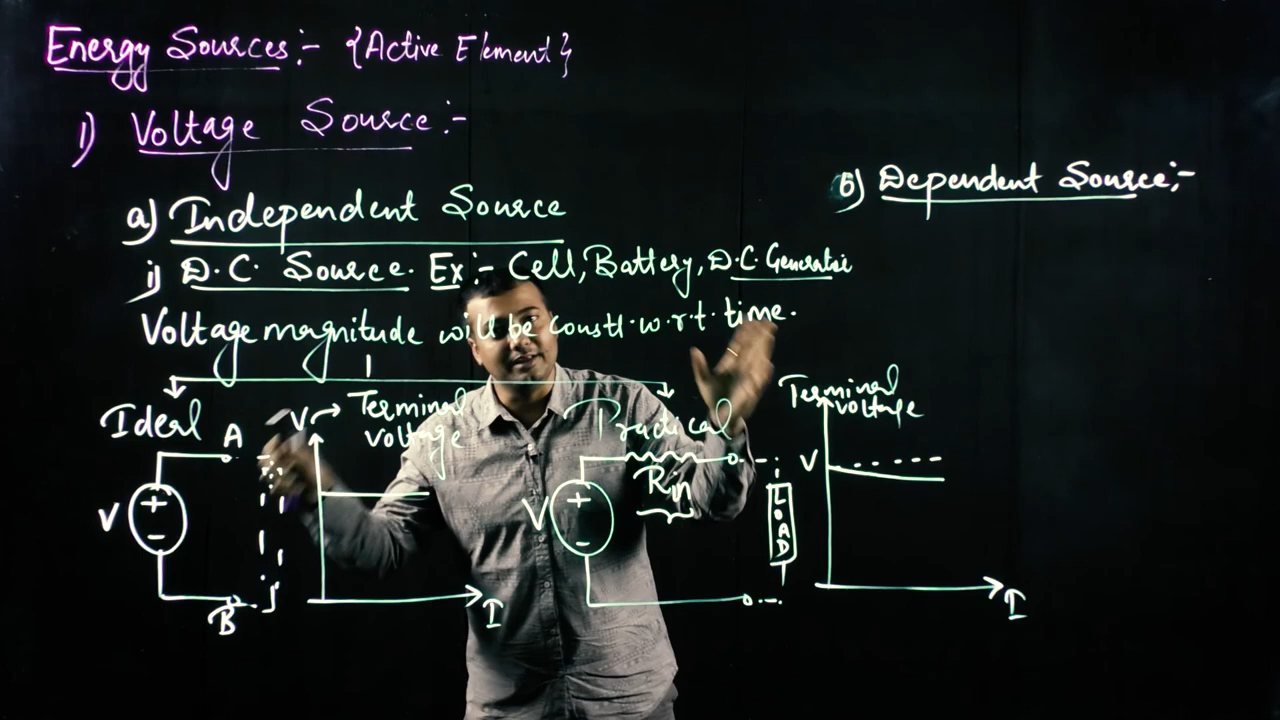 Energy Sources:- {Active Element}
1) Voltage Source:-
a) Independent Source
i) D.C. Source. Ex:- Cell, Battery, D.C. Generator
Voltage magnitude will be constt. w.r.t. time.
Ideal
A
V
+
-
B
V → Terminal
voltage
I
Practical
Rin
V
+
-
LOAD
b) Dependent Source:-
Terminal
voltage
V
I